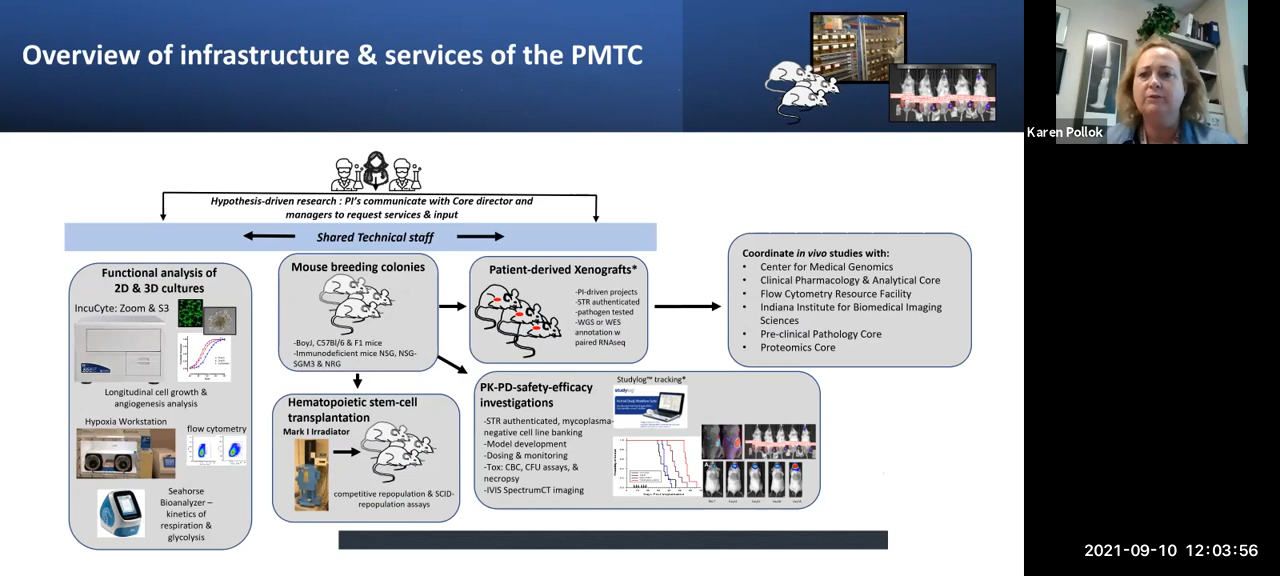 Overview of infrastructure & services of the PMTC
Karen Pollok
Hypothesis-driven research : PI's communicate with Core director and
managers to request services & input
Shared Technical staff
Functional analysis of
2D & 3D cultures
IncuCyte: Zoom & S3
Longitudinal cell growth &
angiogenesis analysis
Hypoxia Workstation
flow cytometry
Seahorse
Bioanalyzer –
kinetics of
respiration &
glycolysis
Mouse breeding colonies
-BoyJ, C57Bl/6 & F1 mice
-Immunodeficient mice NSG, NSG-
SGM3 & NRG
Hematopoietic stem-cell
transplantation
Mark I Irradiator
competitive repopulation & SCID-
repopulation assays
Patient-derived Xenografts*
-PI-driven projects
-STR authenticated
-pathogen tested
-WGS or WES
annotation w
paired RNAseq
PK-PD-safety-efficacy
investigations
-STR authenticated, mycoplasma-
negative cell line banking
-Model development
-Dosing & monitoring
-Tox: CBC, CFU assays, &
necropsy
-IVIS SpectrumCT imaging
Studylog™ tracking*
studylog
Coordinate in vivo studies with:
• Center for Medical Genomics
• Clinical Pharmacology & Analytical Core
• Flow Cytometry Resource Facility
• Indiana Institute for Biomedical Imaging
Sciences
• Pre-clinical Pathology Core
• Proteomics Core
2021-09-10 12:03:56